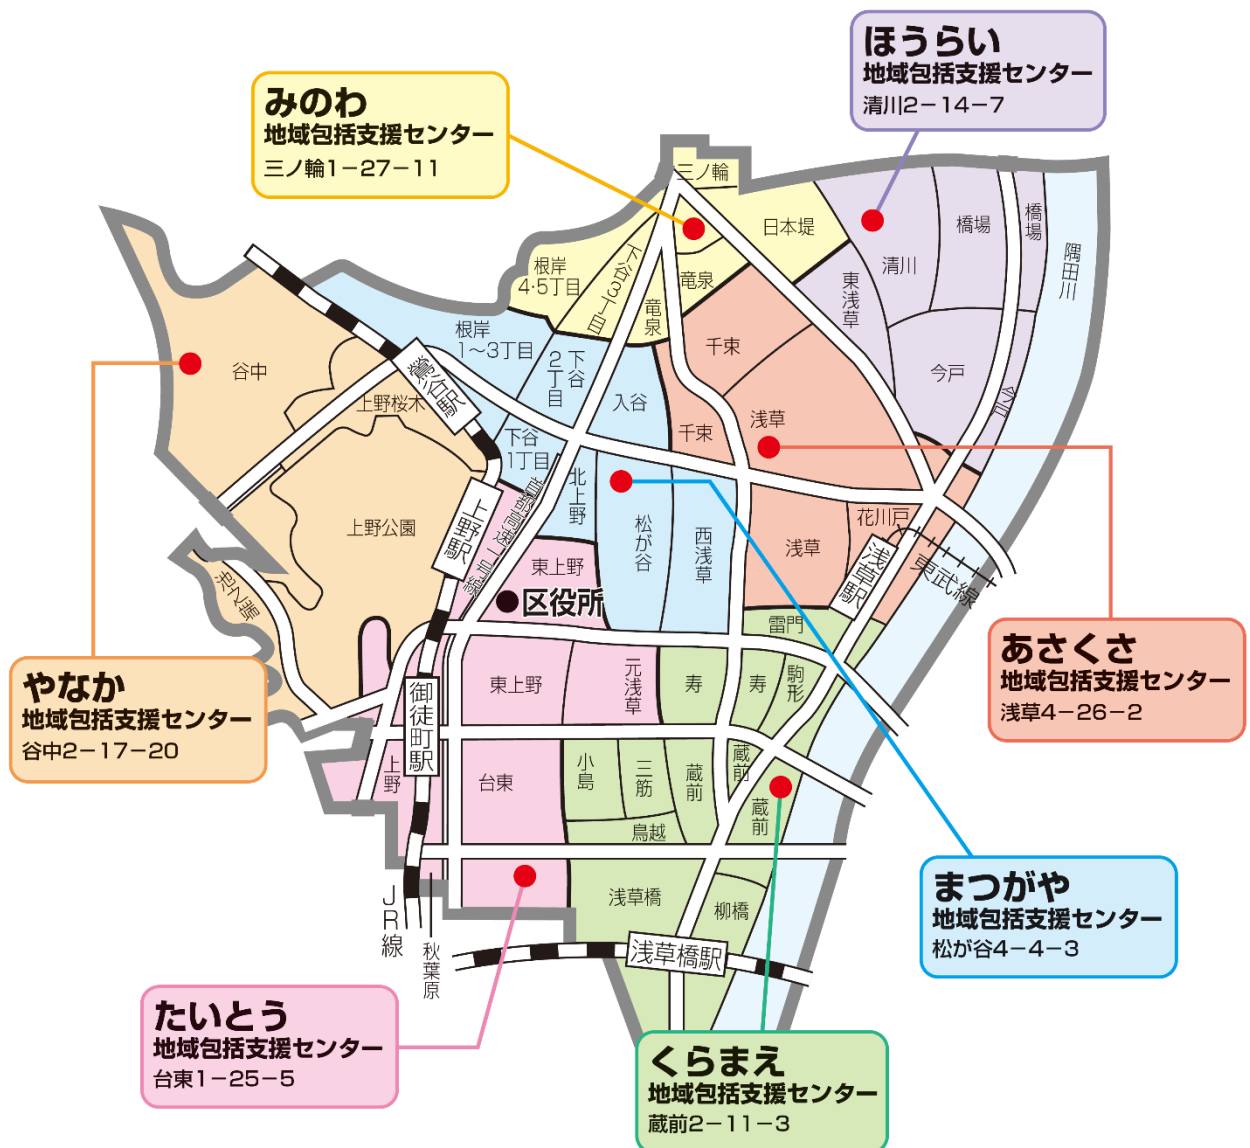 ほうらい
地域包括支援センター
清川2－14－7
みのわ
地域包括支援センター
三ノ輪1－27－11
三ノ輪
日本堤
橋場
橋場
隅田川
清川
東浅草
根岸
4・5丁目
下谷3丁目
竜泉
竜泉
今戸
今戸
千束
千束
浅草
根岸
1～3丁目
下谷
2丁目
入谷
鶯谷駅
谷中
上野桜木
下谷
1丁目
北上野
松が谷
西浅草
浅草
花川戸
浅草駅
東武線
上野駅
首都高速1号線
上野公園
池之端
東上野
区役所
雷門
やなか
地域包括支援センター
谷中2－17－20
あさくさ
地域包括支援センター
浅草4－26－2
東上野
元浅草
寿
寿
駒形
御徒町駅
上野
台東
小島
三筋
蔵前
蔵前
蔵前
鳥越
浅草橋
柳橋
まつがや
地域包括支援センター
松が谷4－4－3
JR線
秋葉原
浅草橋駅
たいとう
地域包括支援センター
台東1－25－5
くらまえ
地域包括支援センター
蔵前2－11－3